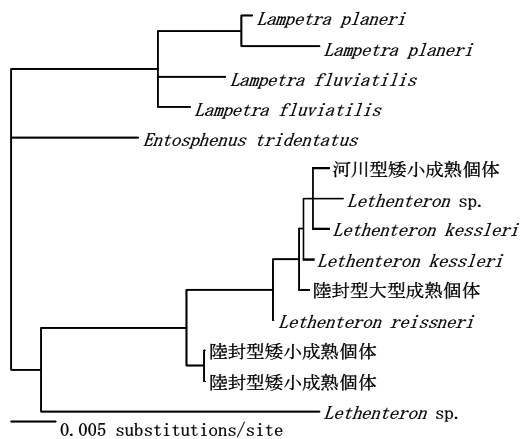 Lampetra planeri
Lampetra planeri
Lampetra fluviatilis
Lampetra fluviatilis
Entosphenus tridentatus
河川型矮小成熟個体
Lethenteron sp.
Lethenteron kessleri
Lethenteron kessleri
陸封型大型成熟個体
Lethenteron reissneri
陸封型矮小成熟個体
陸封型矮小成熟個体
Lethenteron sp.
0.005 substitutions/site